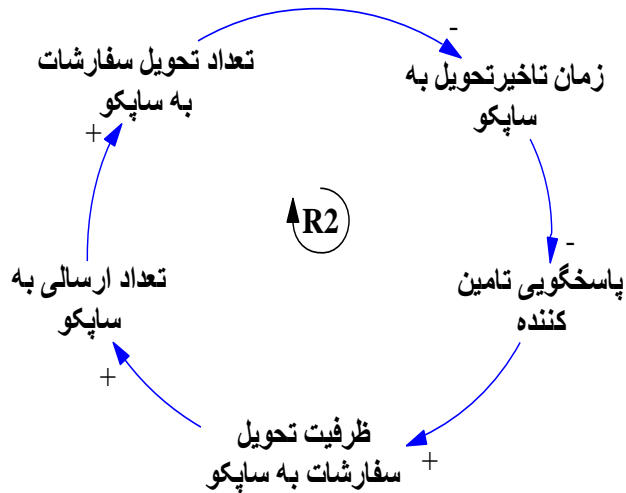 تعداد تحویل سفارشات
به ساپکو
+
-
زمان تاخیرتحویل به
ساپکو
R2
-
پاسخگویی تامین
کننده
تعداد ارسالی به
ساپکو
+
ظرفیت تحویل
سفارشات به ساپکو
+